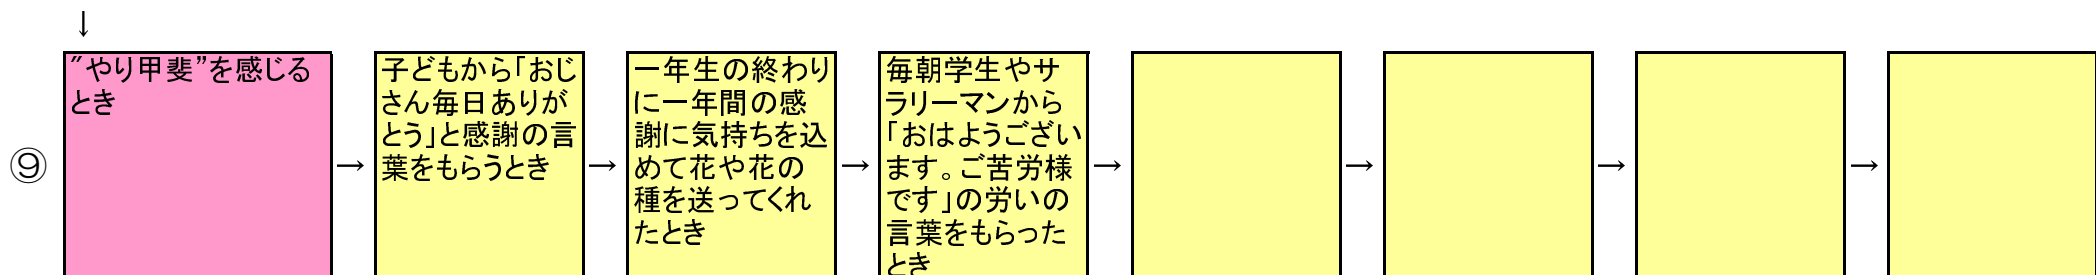 ↓
⑨
"やり甲斐”を感じる
とき
→
子どもから「おじ
さん毎日ありが
とう」と感謝の言
葉をもらうとき
→
一年生の終わり
に一年間の感
謝に気持ちを込
めて花や花の
種を送ってくれ
たとき
→
毎朝学生やサ
ラリーマンから
「おはようござい
ます。ご苦労様
です」の労いの
言葉をもらった
とき
→
→
→
→